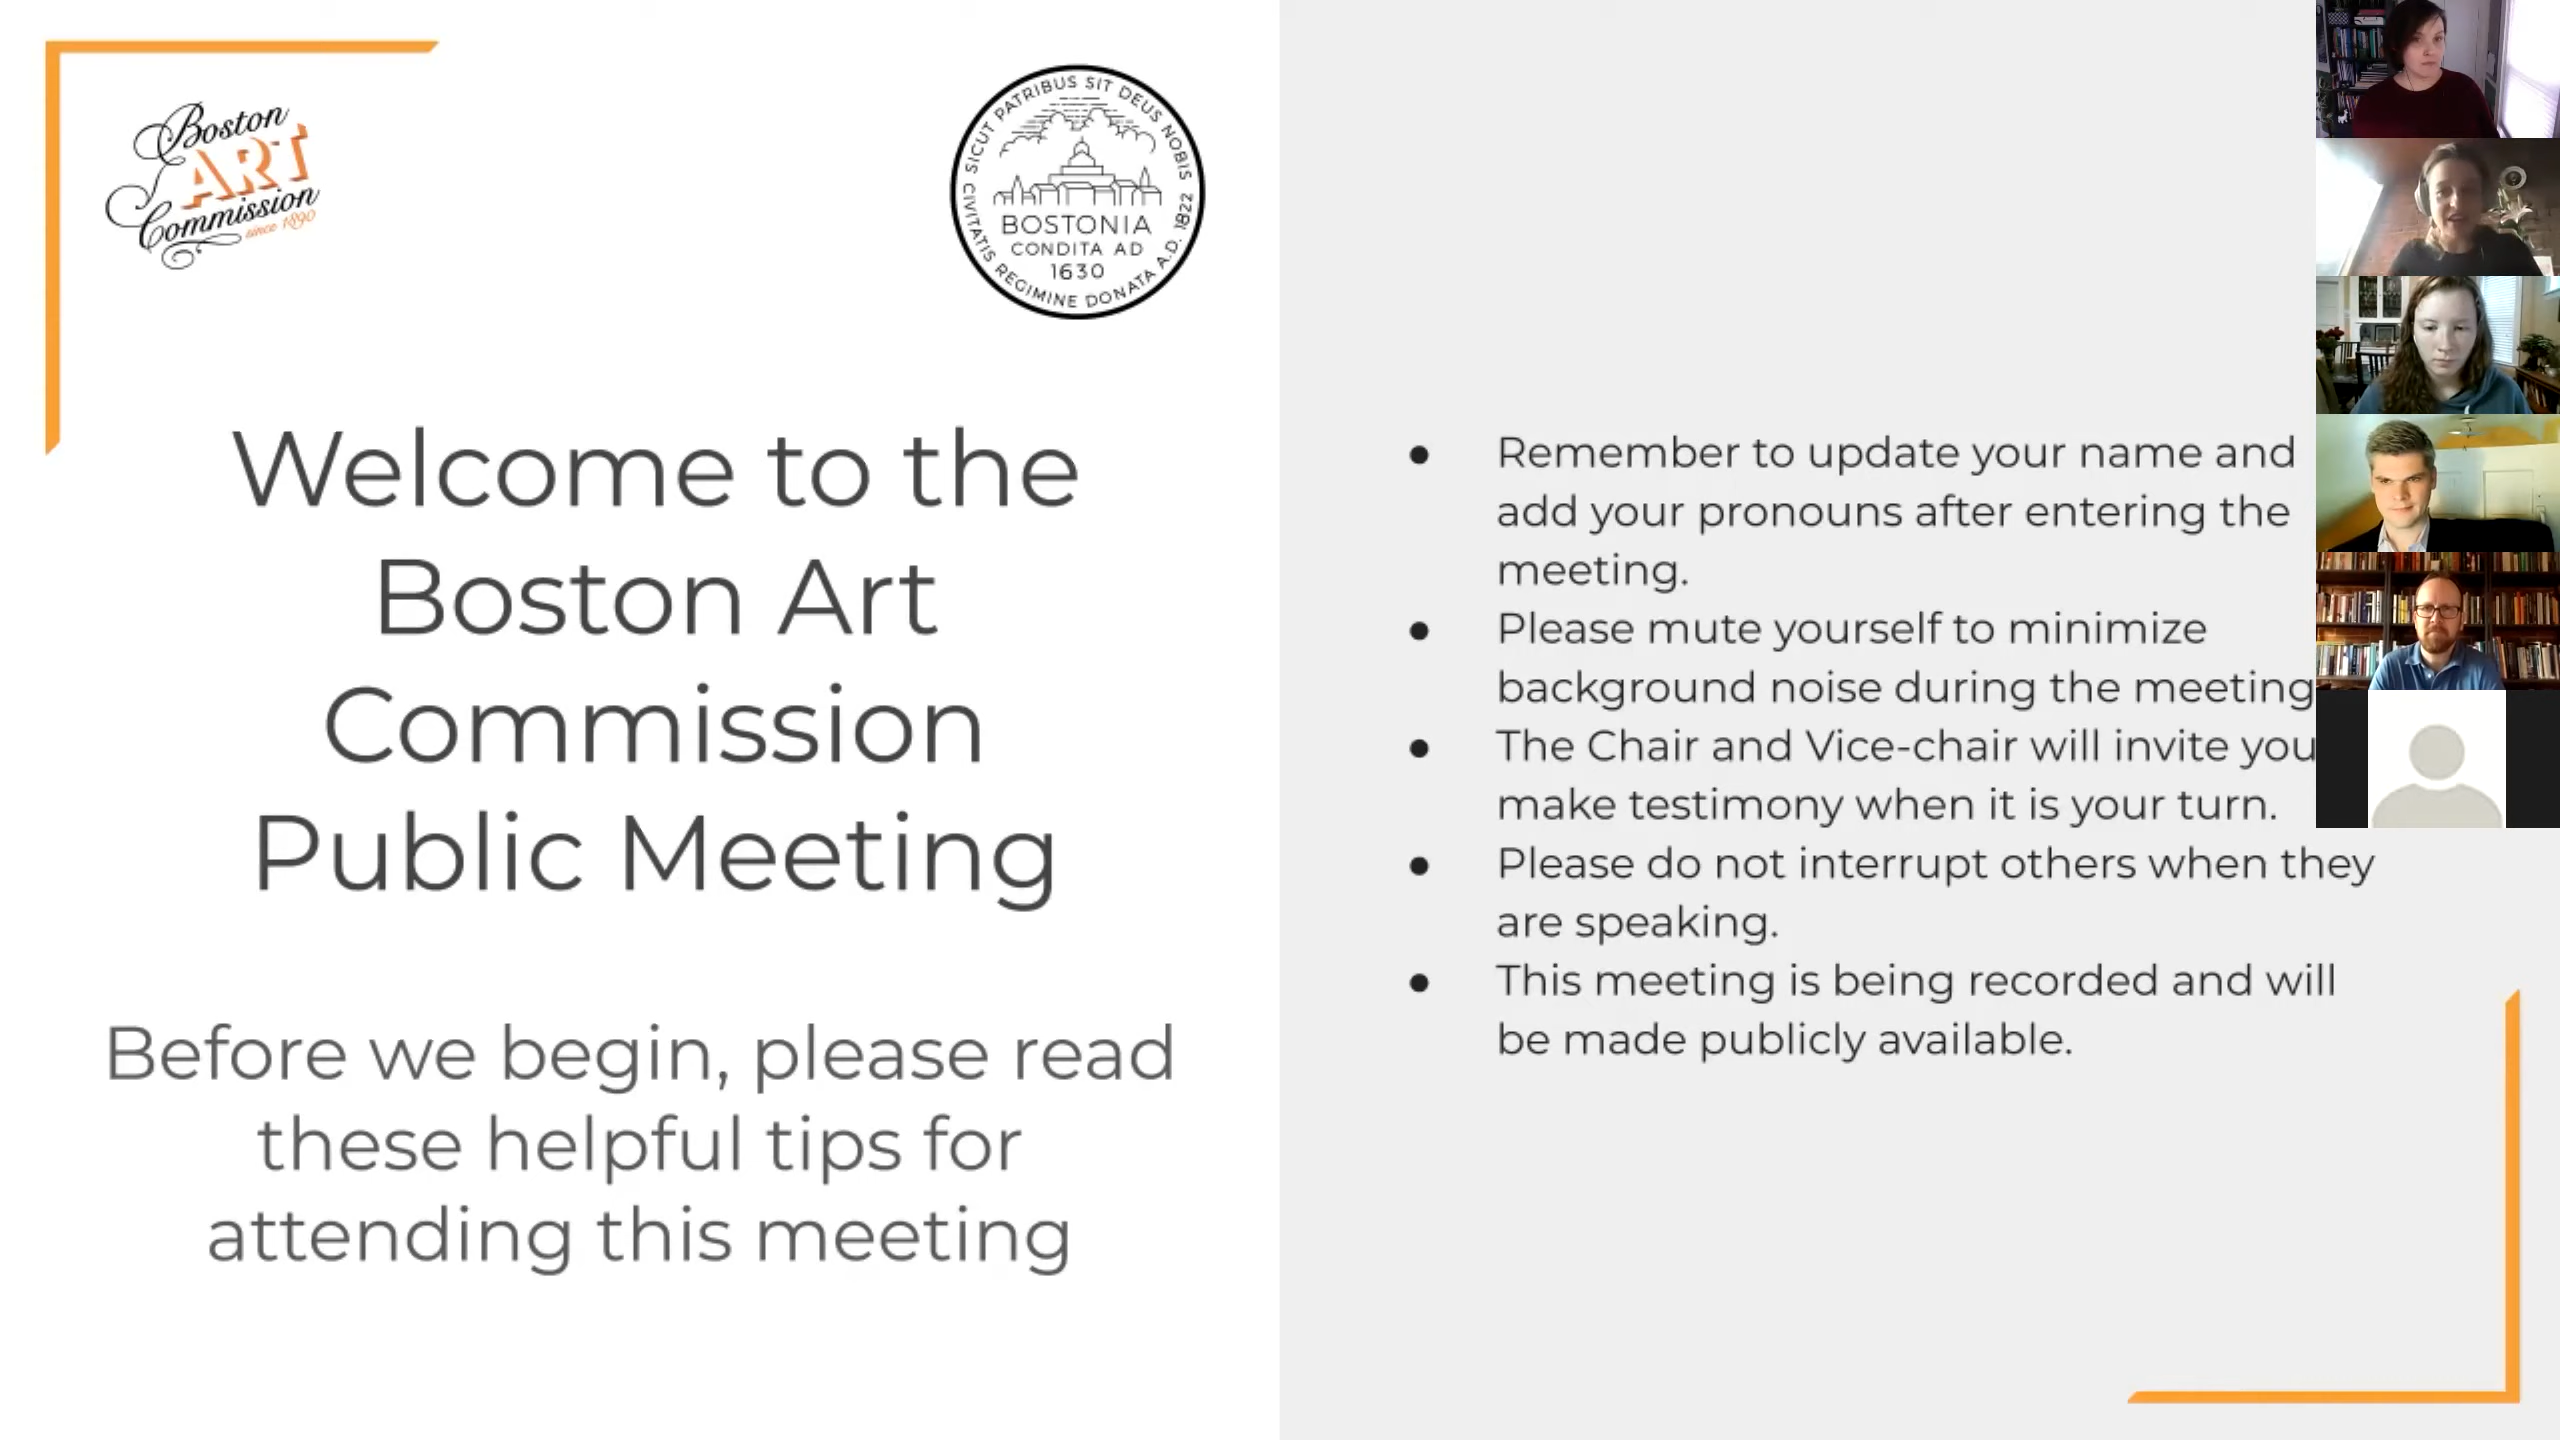 Boston
ART
Commission
since 1890
SICUT PATRIBUS SIT DEUS NOBIS
CIVITATIS REGIMINE DONATA A.D. 1822
BOSTONIA
CONDITA AD
1630
Welcome to the
Boston Art
Commission
Public Meeting
Before we begin, please read
these helpful tips for
attending this meeting
● Remember to update your name and
add your pronouns after entering the
meeting.
● Please mute yourself to minimize
background noise during the meeting
● The Chair and Vice-chair will invite you
make testimony when it is your turn.
● Please do not interrupt others when they
are speaking.
● This meeting is being recorded and will
be made publicly available.